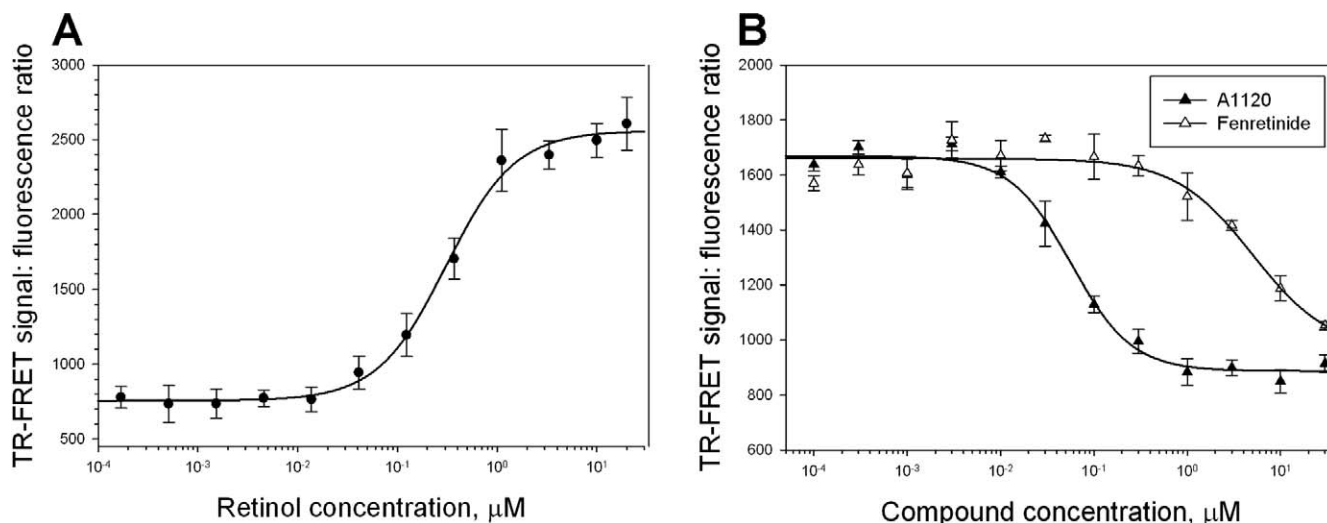 A
TR-FRET signal: fluorescence ratio
3000
2500
2000
1500
1000
500
10⁻⁴ 10⁻³ 10⁻² 10⁻¹ 10⁰ 10¹
Retinol concentration, μM
B
TR-FRET signal: fluorescence ratio
2000
1800
1600
1400
1200
1000
800
600
A1120
Fenretinide
10⁻⁴ 10⁻³ 10⁻² 10⁻¹ 10⁰ 10¹
Compound concentration, μM